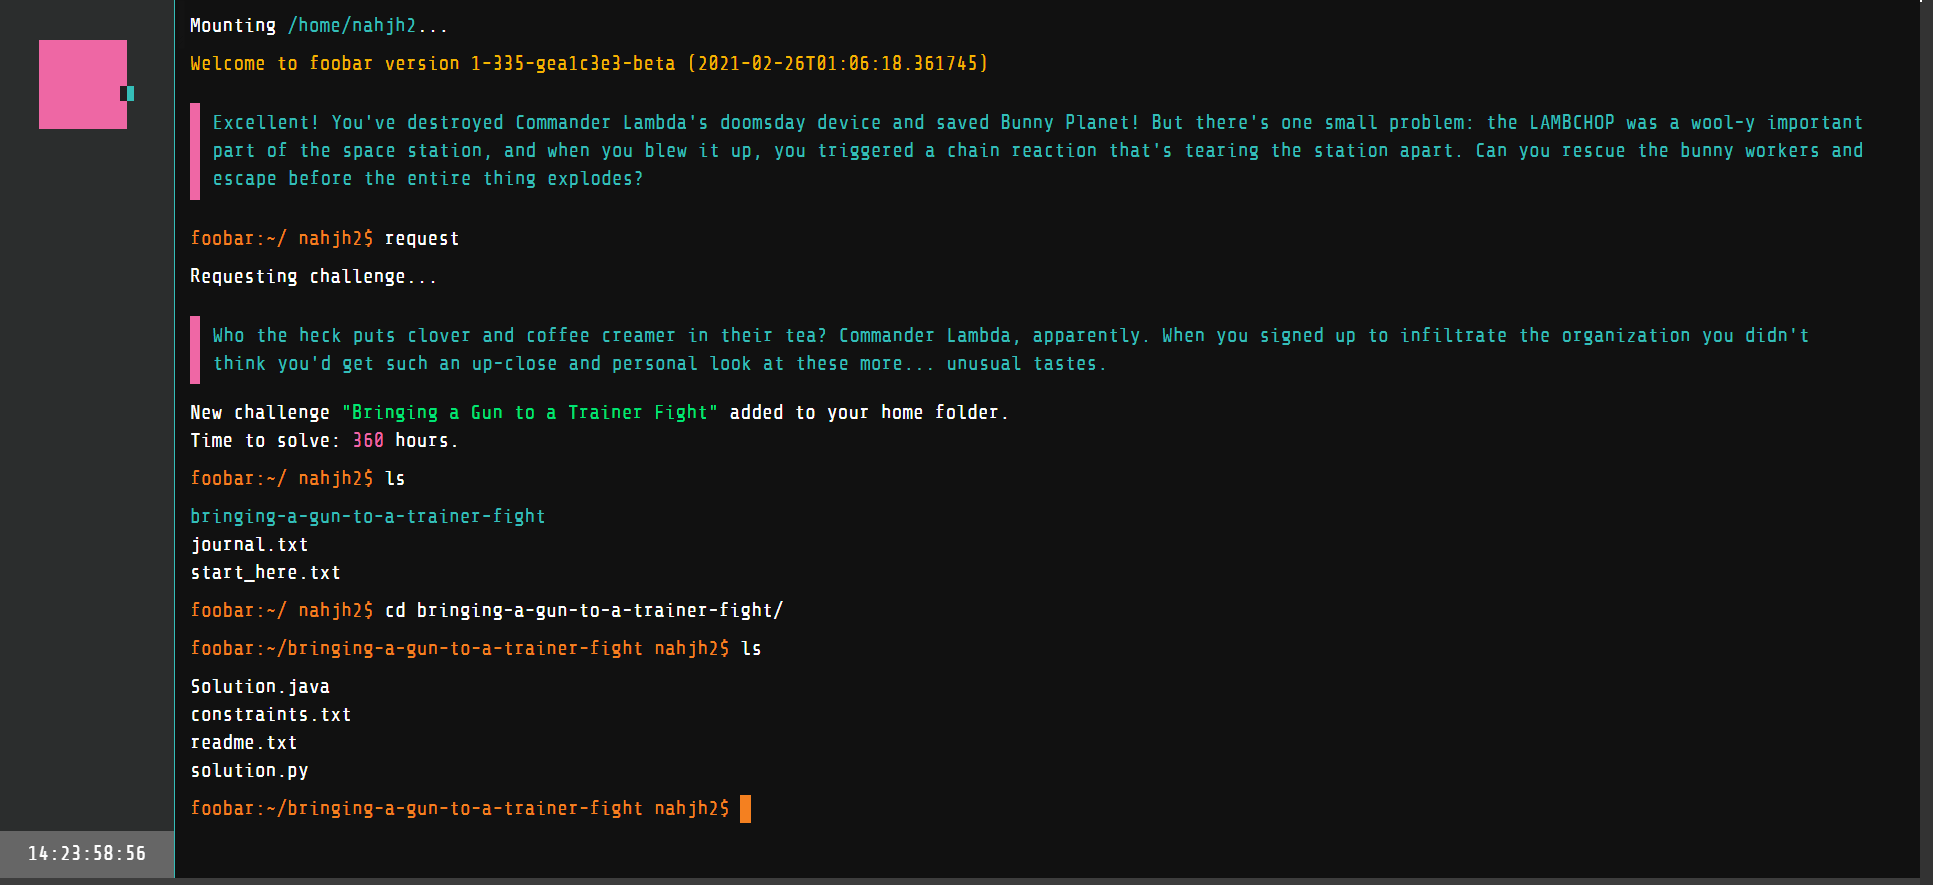 Mounting /home/nahjh2...
Welcome to foobar version 1-335-gea1c3e3-beta (2021-02-26T01:06:18.361745)
Excellent! You've destroyed Commander Lambda's doomsday device and saved Bunny Planet! But there's one small problem: the LAMBCHOP was a wool-y important
part of the space station, and when you blew it up, you triggered a chain reaction that's tearing the station apart. Can you rescue the bunny workers and
escape before the entire thing explodes?
foobar:~/ nahjh2$ request
Requesting challenge...
Who the heck puts clover and coffee creamer in their tea? Commander Lambda, apparently. When you signed up to infiltrate the organization you didn't
think you'd get such an up-close and personal look at these more... unusual tastes.
New challenge "Bringing a Gun to a Trainer Fight" added to your home folder.
Time to solve: 360 hours.
foobar:~/ nahjh2$ ls
bringing-a-gun-to-a-trainer-fight
journal.txt
start_here.txt
foobar:~/ nahjh2$ cd bringing-a-gun-to-a-trainer-fight/
foobar:~/bringing-a-gun-to-a-trainer-fight nahjh2$ ls
Solution.java
constraints.txt
readme.txt
solution.py
foobar:~/bringing-a-gun-to-a-trainer-fight nahjh2$
14:23:58:56